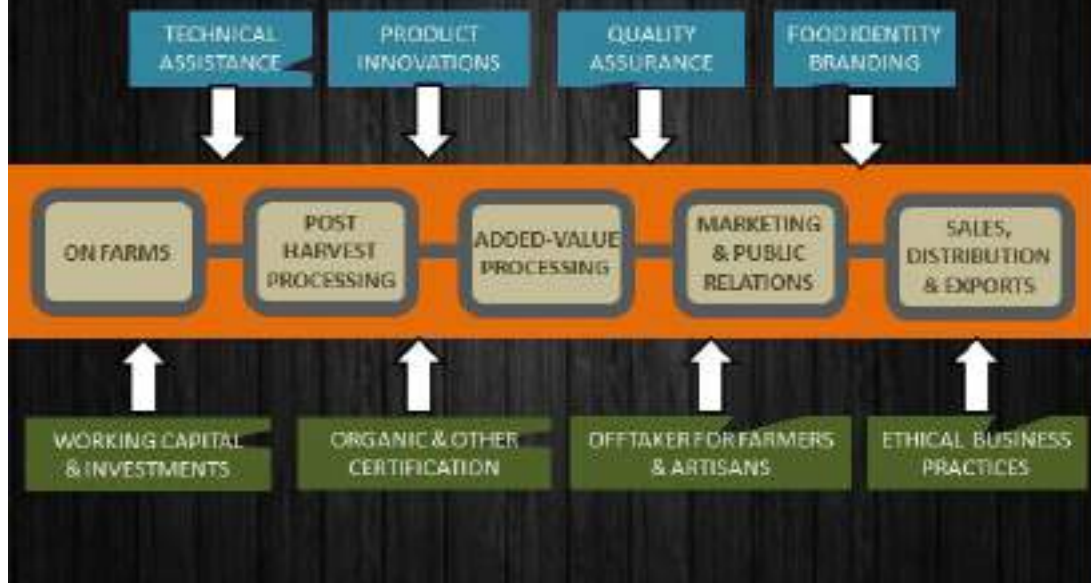 TECHNICAL
ASSISTANCE
PRODUCT
INNOVATIONS
QUALITY
ASSURANCE
FOOD IDENTITY
BRANDING
ON FARMS
POST
HARVEST
PROCESSING
ADDED-VALUE
PROCESSING
MARKETING
& PUBLIC
RELATIONS
SALES,
DISTRIBUTION
& EXPORTS
WORKING CAPITAL
& INVESTMENTS
ORGANIC & OTHER
CERTIFICATION
OFFTAKER FOR FARMERS
& ARTISANS
ETHICAL BUSINESS
PRACTICES